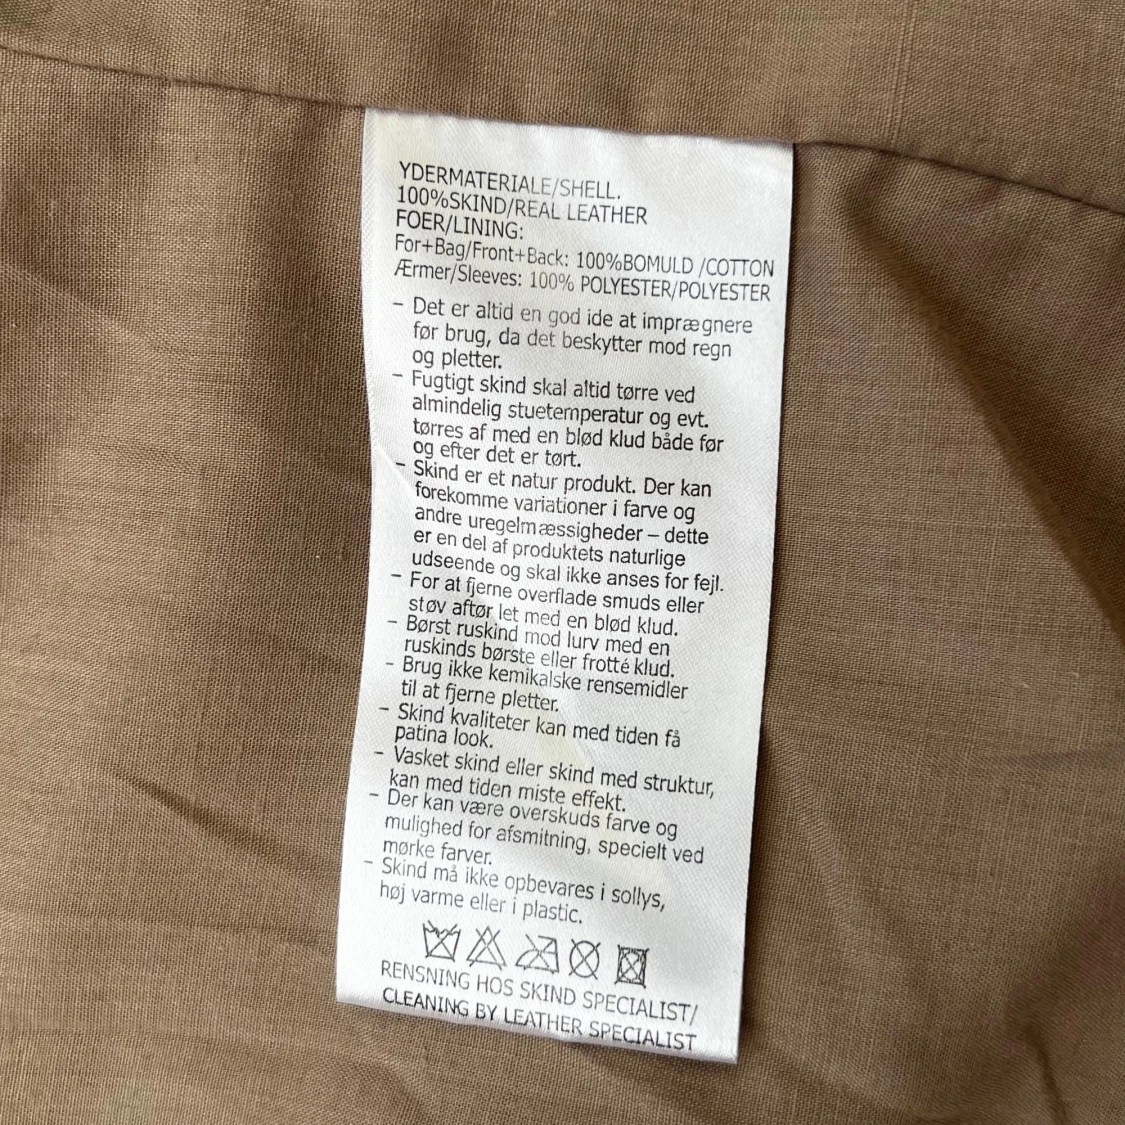 YDERMATERIALE/SHELL.
100%SKIND/REAL LEATHER
FOER/LINING:
For+Bag/Front+Back: 100%BOMULD /COTTON
Ærmer/Sleeves: 100% POLYESTER/POLYESTER
- Det er altid en god ide at imprægnere
før brug, da det beskytter mod regn
og pletter.
- Fugtigt skind skal altid tørre ved
almindelig stuetemperatur og evt.
tørres af med en blød klud både før
og efter det er tørt.
- Skind er et natur produkt. Der kan
forekomme variationer i farve og
andre uregelmæssigheder – dette
er en del af produktets naturlige
udseende og skal ikke anses for fejl.
- For at fjerne overflade smuds eller
støv aftør let med en blød klud.
- Børst ruskind mod lurv med en
ruskinds børste eller frotté klud.
- Brug ikke kemikalske rensemidler
til at fjerne pletter.
- Skind kvaliteter kan med tiden få
patina look.
- Vasket skind eller skind med struktur,
kan med tiden miste effekt.
- Der kan være overskuds farve og
mulighed for afsmitning, specielt ved
mørke farver.
- Skind må ikke opbevares i sollys,
høj varme eller i plastic.
RENSNING HOS SKIND SPECIALIST/
CLEANING BY LEATHER SPECIALIST